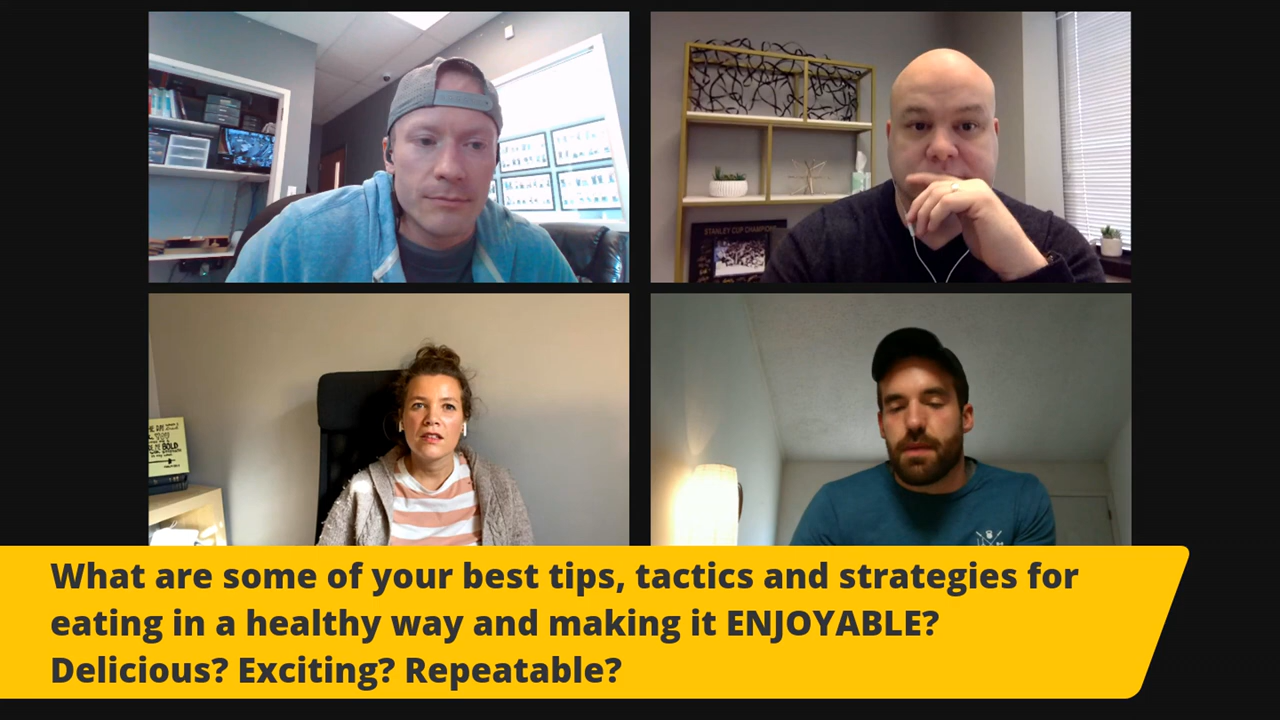 STANLEY CUP CHAMPIONS
BOLD
What are some of your best tips, tactics and strategies for
eating in a healthy way and making it ENJOYABLE?
Delicious? Exciting? Repeatable?